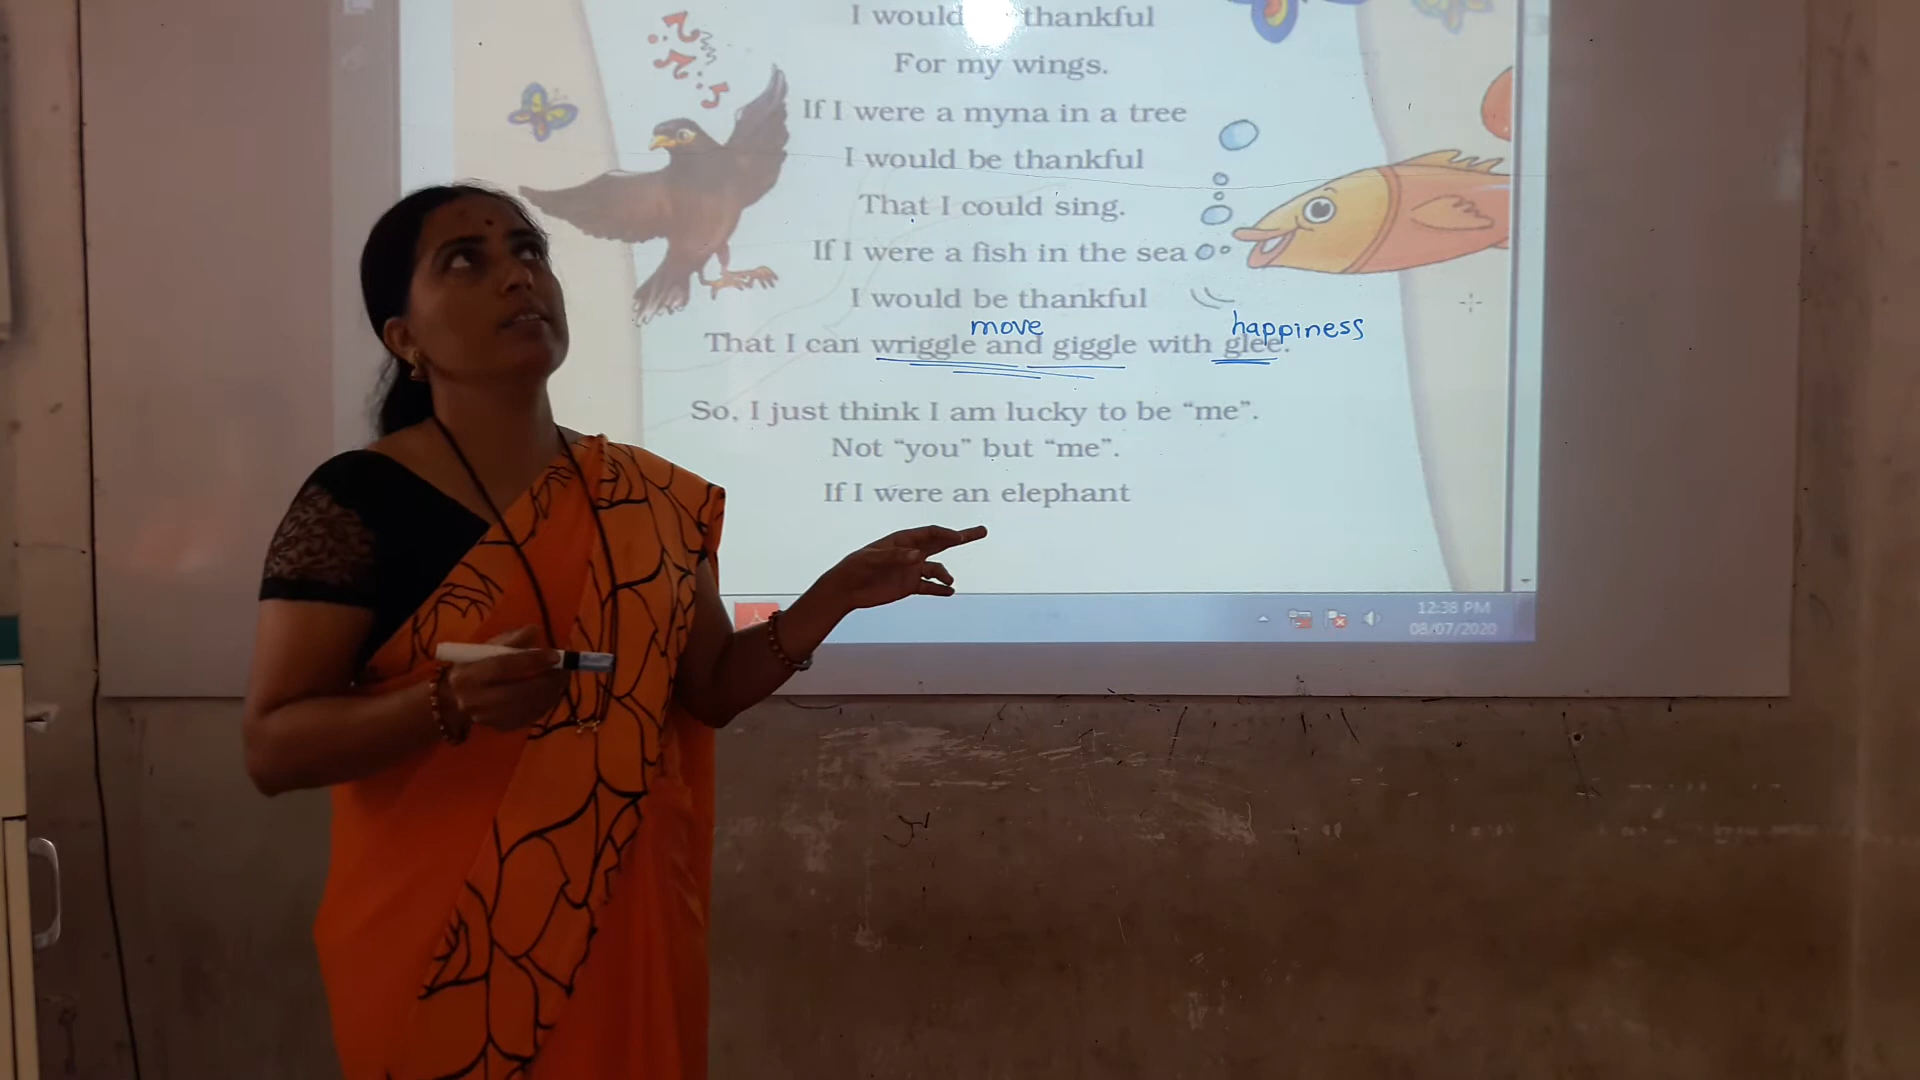 I would thankful
For my wings.
If I were a myna in a tree
I would be thankful
That I could sing.
If I were a fish in the sea
I would be thankful
move happiness
That I can wriggle and giggle with glee.
So, I just think I am lucky to be “me”.
Not “you” but “me”.
If I were an elephant
12:38 PM
08/07/2020